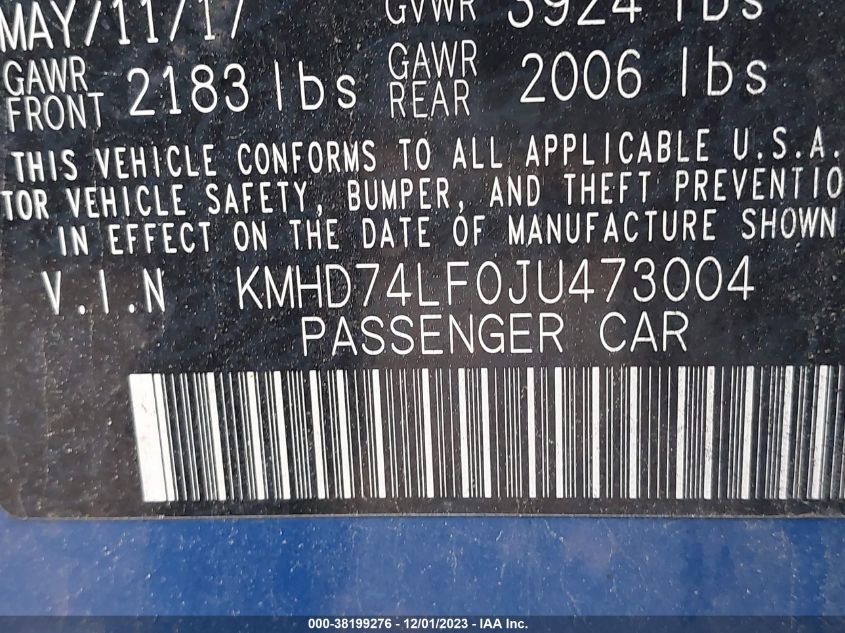 MAY/11/17 GVWR 3924 lbs
GAWR FRONT 2183 lbs GAWR REAR 2006 lbs
THIS VEHICLE CONFORMS TO ALL APPLICABLE U.S.A.
TOR VEHICLE SAFETY, BUMPER, AND THEFT PREVENTIO
IN EFFECT ON THE DATE OF MANUFACTURE SHOWN
V.I.N KMHD74LF0JU473004
PASSENGER CAR
000-38199276 - 12/01/2023 - IAA Inc.